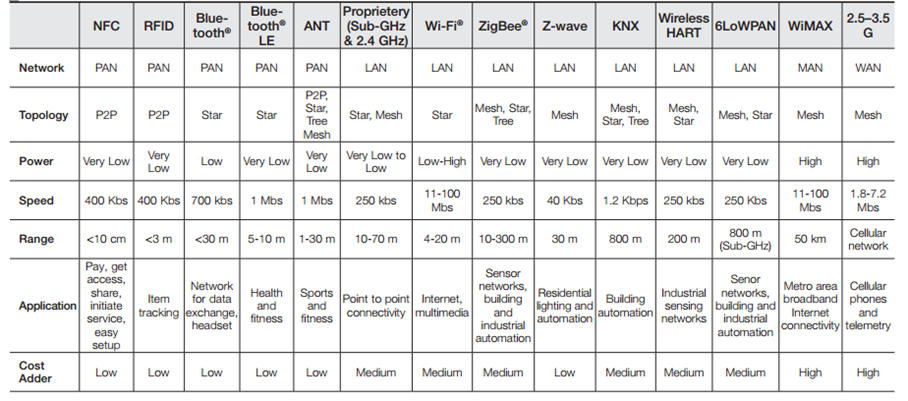 NFC RFID Blue-tooth® Blue-tooth® LE ANT Proprietery (Sub-GHz & 2.4 GHz) Wi-Fi® ZigBee® Z-wave KNX Wireless HART 6LoWPAN WiMAX 2.5–3.5 G
Network PAN PAN PAN PAN PAN LAN LAN LAN LAN LAN LAN LAN MAN WAN
Topology P2P P2P Star Star P2P, Star, Tree Mesh Star, Mesh Star Mesh, Star, Tree Mesh Mesh, Star, Tree Mesh, Star Mesh, Star Mesh Mesh
Power Very Low Very Low Low Very Low Very Low Very Low to Low Low-High Very Low Very Low Very Low Very Low Very Low High High
Speed 400 Kbs 400 Kbs 700 kbs 1 Mbs 1 Mbs 250 kbs 11-100 Mbs 250 kbs 40 Kbs 1.2 Kbps 250 kbs 250 Kbs 11-100 Mbs 1.8-7.2 Mbs
Range <10 cm <3 m <30 m 5-10 m 1-30 m 10-70 m 4-20 m 10-300 m 30 m 800 m 200 m 800 m (Sub-GHz) 50 km Cellular network
Application Pay, get access, share, initiate service, easy setup Item tracking Network for data exchange, headset Health and fitness Sports and fitness Point to point connectivity Internet, multimedia Sensor networks, building and industrial automation Residential lighting and automation Building automation Industrial sensing networks Senor networks, building and industrial automation Metro area broadband Internet connectivity Cellular phones and telemetry
Cost Adder Low Low Low Low Low Medium Medium Medium Low Medium Medium Medium High High